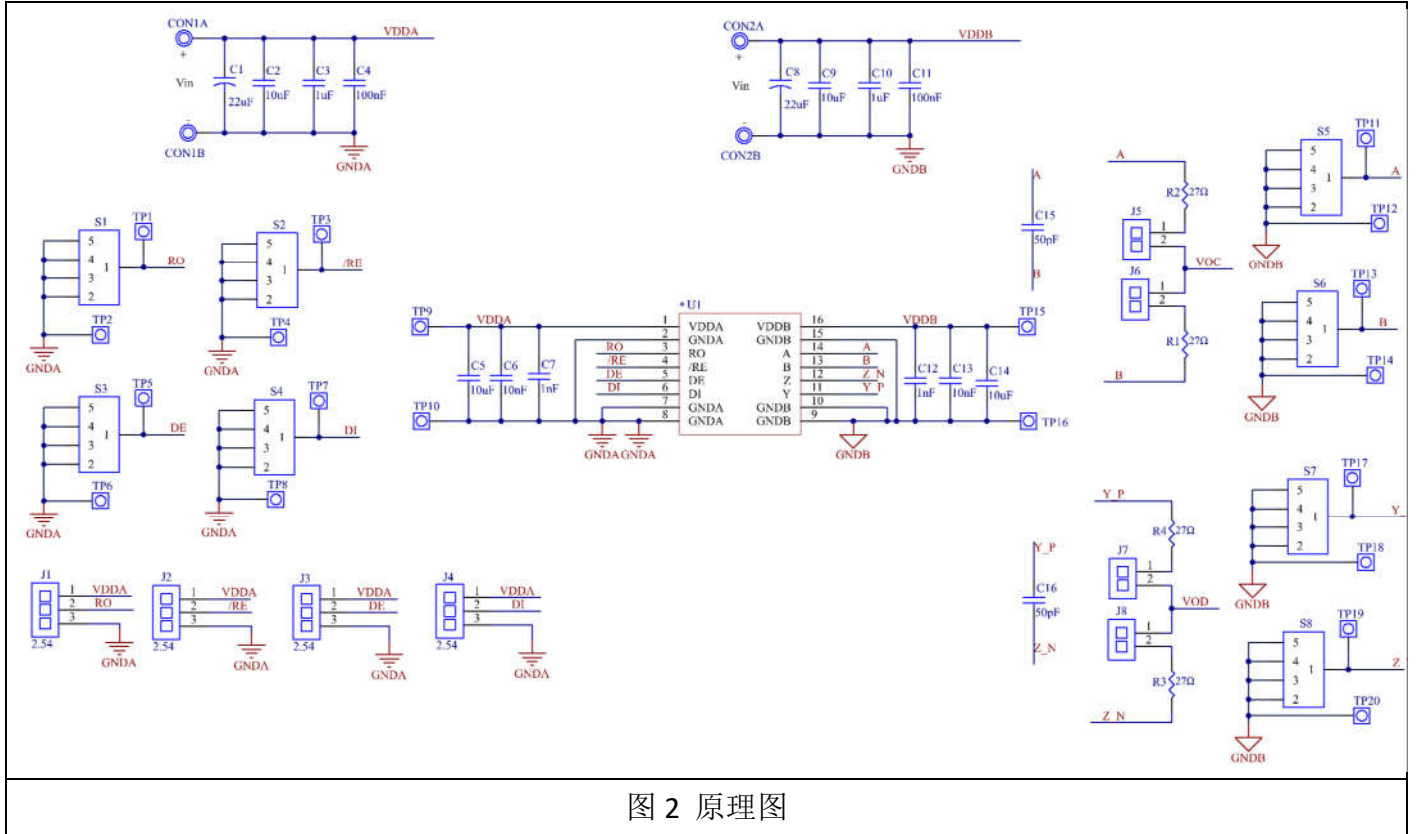 CON1A
VDDA
+
Vin
-
C1
22uF
C2
10uF
C3
1uF
C4
100nF
CON1B
GNDA
CON2A
VDDB
+
Vin
-
C8
22uF
C9
10uF
C10
1uF
C11
100nF
CON2B
GNDB
S1
5
4
3
2
1
TP1
RO
TP2
GNDA
S2
5
4
3
2
1
TP3
/RE
TP4
GNDA
S3
5
4
3
2
1
TP5
DE
TP6
GNDA
S4
5
4
3
2
1
TP7
DI
TP8
GNDA
J1
1 VDDA
2 RO
3
2.54
GNDA
J2
1 VDDA
2 /RE
3
2.54
GNDA
J3
1 VDDA
2 DE
3
2.54
GNDA
J4
1 VDDA
2 DI
3
2.54
GNDA
TP9
VDDA
C5
10uF
C6
10nF
C7
1nF
TP10
GNDA GNDA
* U1
1 VDDA VDDB 16
2 GNDA GNDB 15
RO 3 RO A 14 A
/RE 4 /RE B 13 B
DE 5 DE Z 12 Z_N
DI 6 DI Y 11 Y_P
7 GNDA GNDB 10
8 GNDA GNDB 9
GNDB
VDDB
C12
1nF
C13
10nF
C14
10uF
TP15
TP16
A
C15
50pF
B
A
R2 27Ω
J5
1
2
VOC
J6
1
2
R1 27Ω
B
S5
5
4
3
2
1
TP11
A
TP12
GNDB
S6
5
4
3
2
1
TP13
B
TP14
GNDB
Y_P
C16
50pF
Z_N
Y_P
R4 27Ω
J7
1
2
VOD
J8
1
2
R3 27Ω
Z_N
S7
5
4
3
2
1
TP17
Y_
TP18
GNDB
S8
5
4
3
2
1
TP19
Z
TP20
GNDB
图 2 原理图